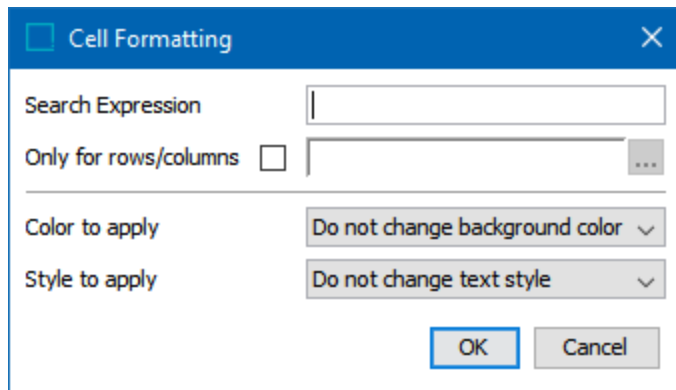 Cell Formatting
Search Expression
Only for rows/columns
...
Color to apply Do not change background color
Style to apply Do not change text style
OK Cancel